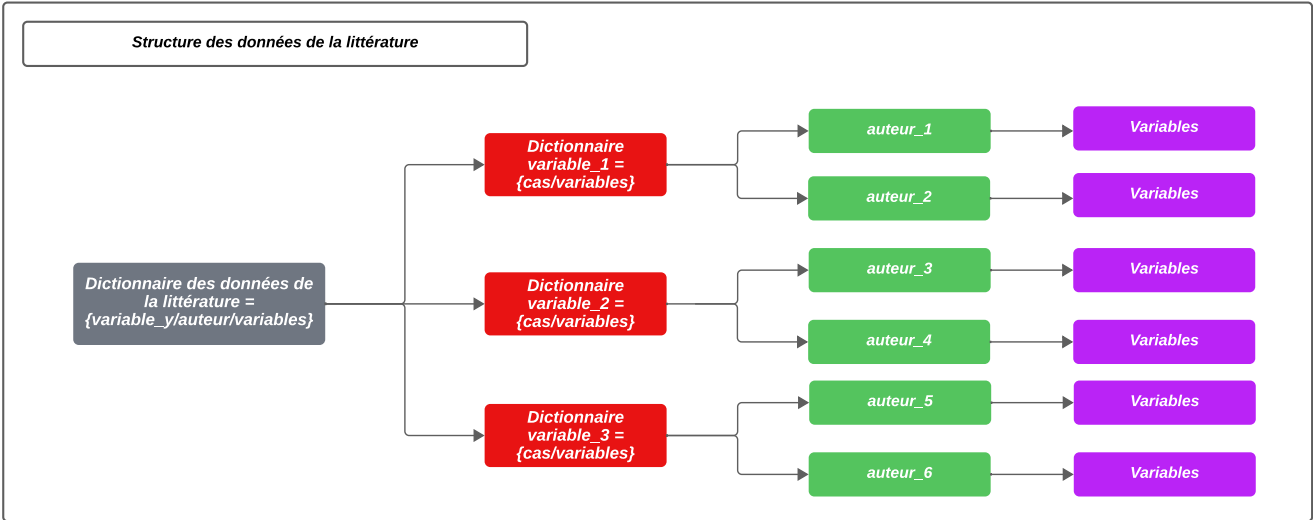 Structure des données de la littérature
Dictionnaire des données de
la littérature =
{variable_y/auteur/variables}
Dictionnaire
variable_1 =
{cas/variables}
Dictionnaire
variable_2 =
{cas/variables}
Dictionnaire
variable_3 =
{cas/variables}
auteur_1
Variables
auteur_2
Variables
auteur_3
Variables
auteur_4
Variables
auteur_5
Variables
auteur_6
Variables